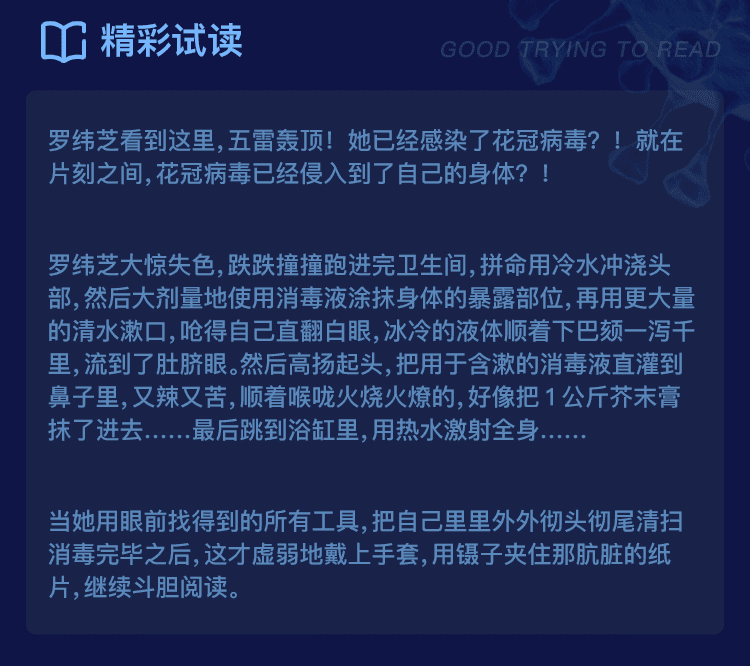 精彩试读
GOOD TRYING TO READ
罗纬芝看到这里，五雷轰顶！她已经感染了花冠病毒？！就在
片刻之间，花冠病毒已经侵入到了自己的身体？！
罗纬芝大惊失色，跌跌撞撞跑进完卫生间，拼命用冷水冲浇头
部，然后大剂量地使用消毒液涂抹身体的暴露部位，再用更大量
的清水漱口，呛得自己直翻白眼，冰冷的液体顺着下巴颏一泻千
里，流到了肚脐眼。然后高扬起头，把用于含漱的消毒液直灌到
鼻子里，又辣又苦，顺着喉咙火烧火燎的，好像把1公斤芥末膏
抹了进去……最后跳到浴缸里，用热水激射全身……
当她用眼前找得到的所有工具，把自己里里外外彻头彻尾清扫
消毒完毕之后，这才虚弱地戴上手套，用镊子夹住那肮脏的纸
片，继续斗胆阅读。